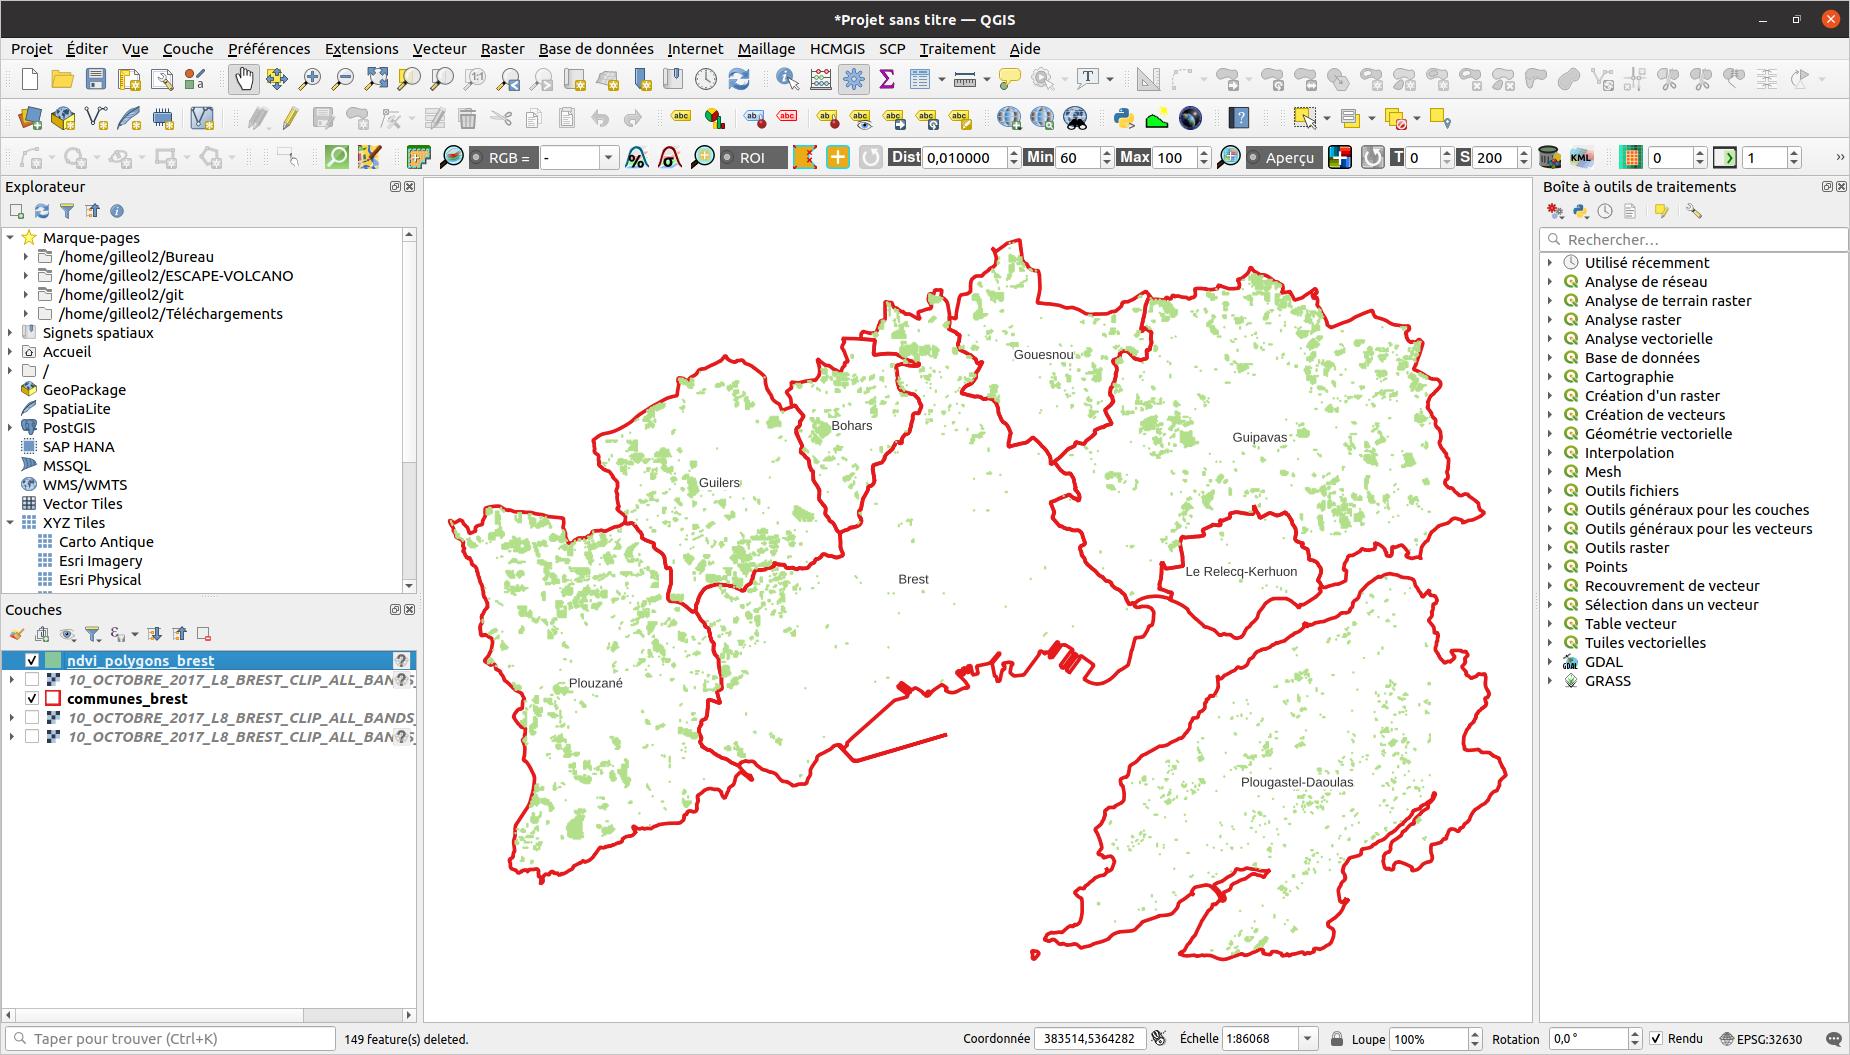 *Projet sans titre — QGIS
Projet Éditer Vue Couche Préférences Extensions Vecteur Raster Base de données Internet Maillage HCMGIS SCP Traitement Aide
RGB = - ROI Dist 0,010000 Min 60 Max 100 Aperçu T 0 S 200 KML 0 1 »
Explorateur
Marque-pages
/home/gilleol2/Bureau
/home/gilleol2/ESCAPE-VOLCANO
/home/gilleol2/git
/home/gilleol2/Téléchargements
Signets spatiaux
Accueil
/
GeoPackage
SpatiaLite
PostGIS
SAP HANA
MSSQL
WMS/WMTS
Vector Tiles
XYZ Tiles
Carto Antique
Esri Imagery
Esri Physical
Couches
ndvi_polygons_brest
10_OCTOBRE_2017_L8_BREST_CLIP_ALL_BANDS_
communes_brest
10_OCTOBRE_2017_L8_BREST_CLIP_ALL_BANDS_
10_OCTOBRE_2017_L8_BREST_CLIP_ALL_BANDS_
Gouesnou
Bohars
Guipavas
Guilers
Le Relecq-Kerhuon
Brest
Plouzané
Plougastel-Daoulas
Boîte à outils de traitements
Rechercher…
Utilisé récemment
Analyse de réseau
Analyse de terrain raster
Analyse raster
Analyse vectorielle
Base de données
Cartographie
Création d'un raster
Création de vecteurs
Géométrie vectorielle
Interpolation
Mesh
Outils fichiers
Outils généraux pour les couches
Outils généraux pour les vecteurs
Outils raster
Points
Recouvrement de vecteur
Sélection dans un vecteur
Table vecteur
Tuiles vectorielles
GDAL
GRASS
Taper pour trouver (Ctrl+K) 149 feature(s) deleted. Coordonnée 383514,5364282 Échelle 1:86068 Loupe 100% Rotation 0,0 ° Rendu EPSG:32630